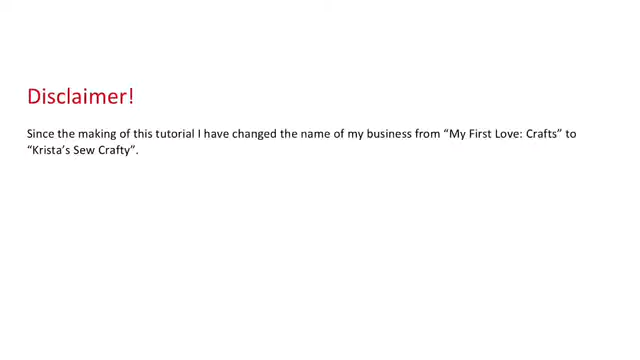 Disclaimer!
Since the making of this tutorial I have changed the name of my business from “My First Love: Crafts” to
“Krista’s Sew Crafty”.